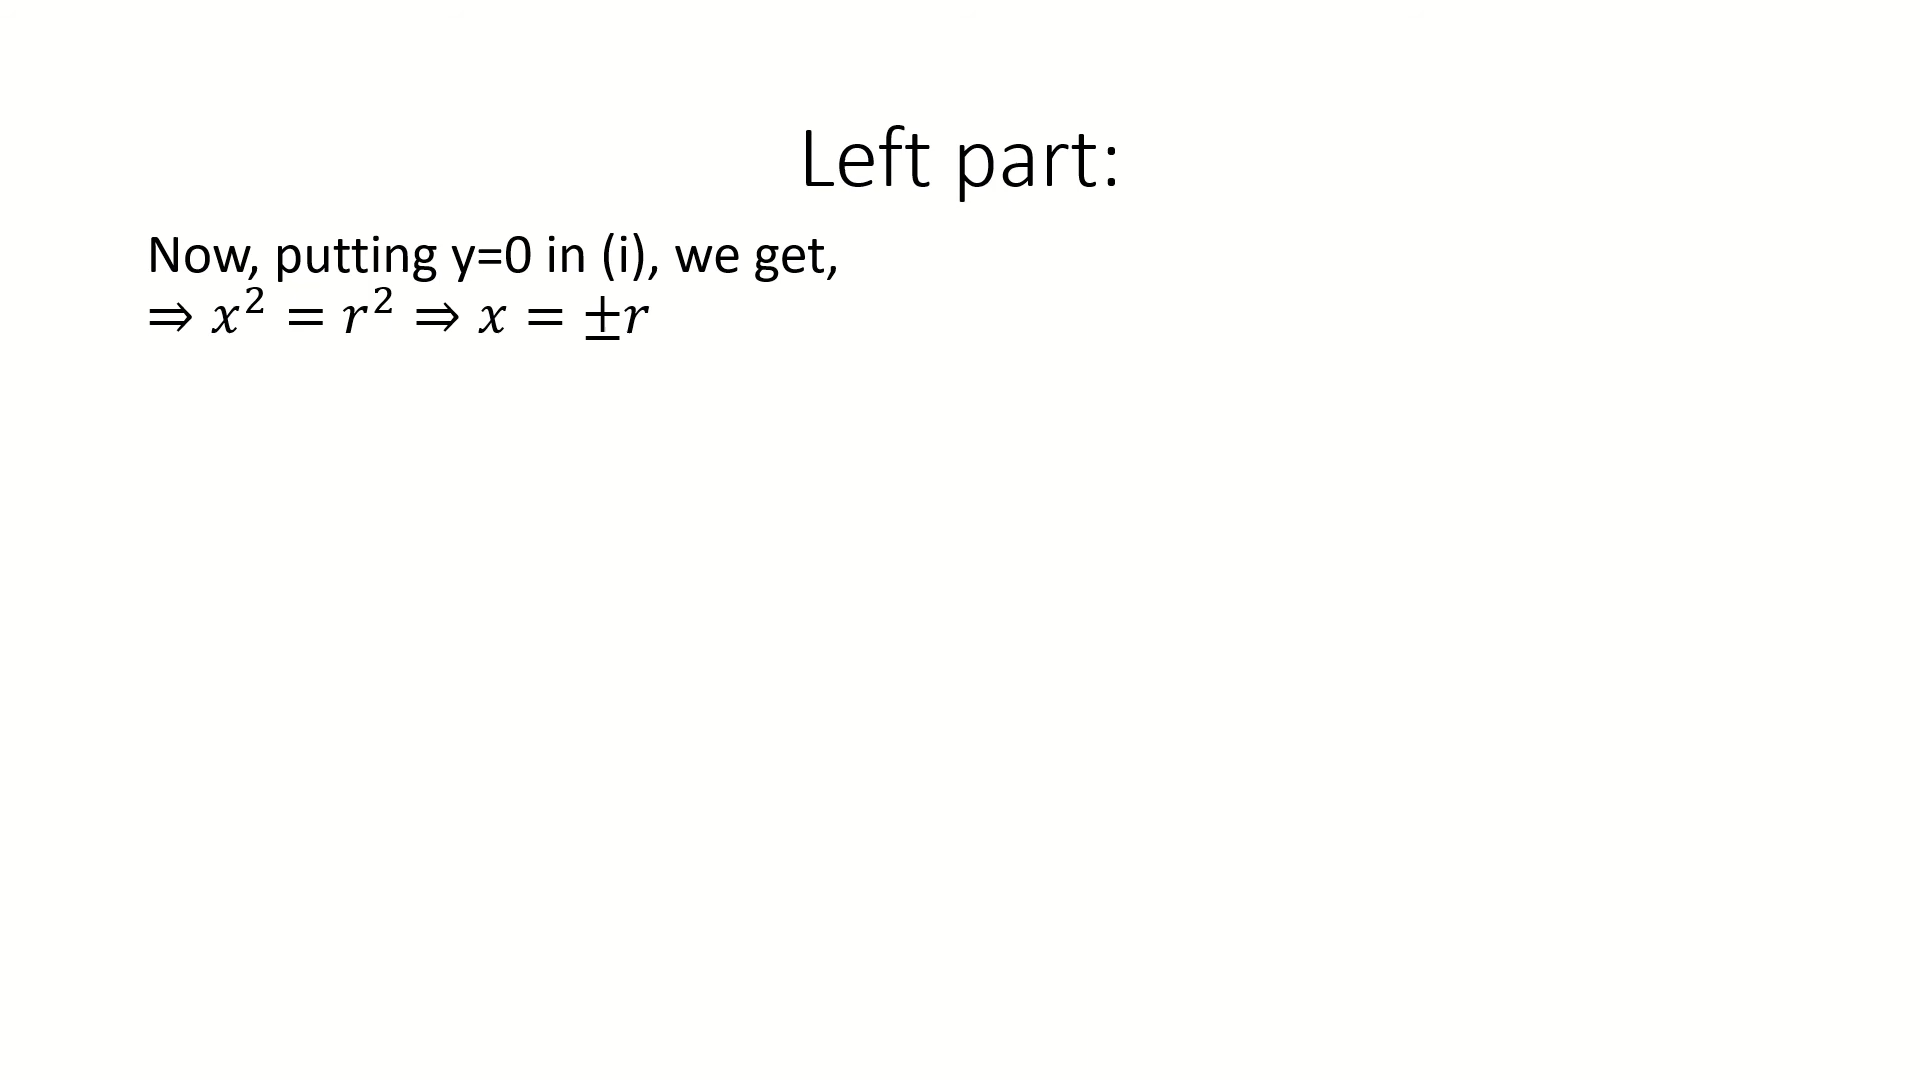 Left part:
Now, putting y=0 in (i), we get,
⇒ x² = r² ⇒ x = ±r